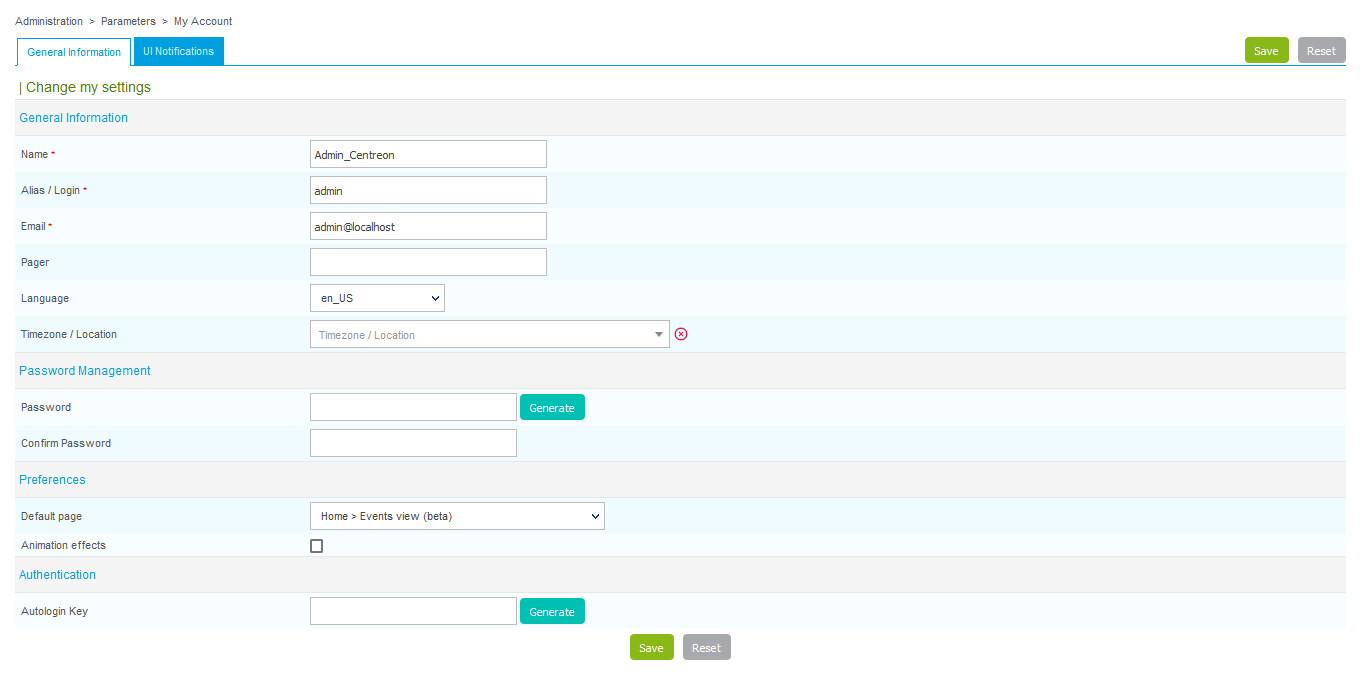 Administration > Parameters > My Account
General Information UI Notifications Save Reset
| Change my settings
General Information
Name * Admin_Centreon
Alias / Login * admin
Email * admin@localhost
Pager
Language en_US
Timezone / Location Timezone / Location
Password Management
Password Generate
Confirm Password
Preferences
Default page Home > Events view (beta)
Animation effects
Authentication
Autologin Key Generate
Save Reset